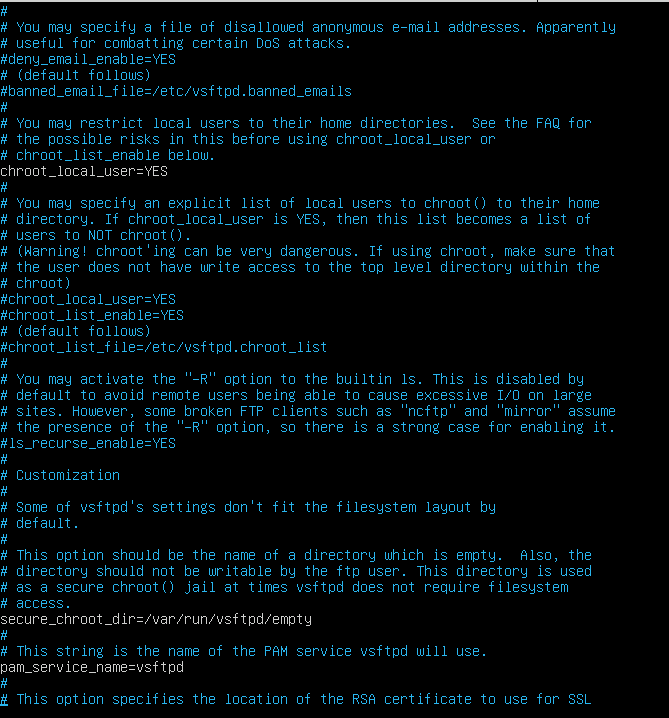 #
# You may specify a file of disallowed anonymous e-mail addresses. Apparently
# useful for combatting certain DoS attacks.
#deny_email_enable=YES
# (default follows)
#banned_email_file=/etc/vsftpd.banned_emails
#
# You may restrict local users to their home directories.  See the FAQ for
# the possible risks in this before using chroot_local_user or
# chroot_list_enable below.
chroot_local_user=YES
#
# You may specify an explicit list of local users to chroot() to their home
# directory. If chroot_local_user is YES, then this list becomes a list of
# users to NOT chroot().
# (Warning! chroot'ing can be very dangerous. If using chroot, make sure that
# the user does not have write access to the top level directory within the
# chroot)
#chroot_local_user=YES
#chroot_list_enable=YES
# (default follows)
#chroot_list_file=/etc/vsftpd.chroot_list
#
# You may activate the "-R" option to the builtin ls. This is disabled by
# default to avoid remote users being able to cause excessive I/O on large
# sites. However, some broken FTP clients such as "ncftp" and "mirror" assume
# the presence of the "-R" option, so there is a strong case for enabling it.
#ls_recurse_enable=YES
#
# Customization
#
# Some of vsftpd's settings don't fit the filesystem layout by
# default.
#
# This option should be the name of a directory which is empty.  Also, the
# directory should not be writable by the ftp user. This directory is used
# as a secure chroot() jail at times vsftpd does not require filesystem
# access.
secure_chroot_dir=/var/run/vsftpd/empty
#
# This string is the name of the PAM service vsftpd will use.
pam_service_name=vsftpd
#
# This option specifies the location of the RSA certificate to use for SSL